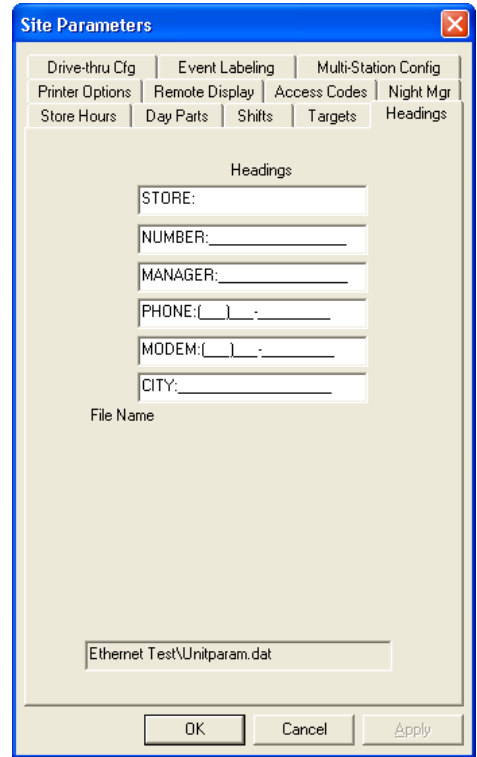 Site Parameters
Drive-thru Cfg Event Labeling Multi-Station Config
Printer Options Remote Display Access Codes Night Mgr
Store Hours Day Parts Shifts Targets Headings
Headings
STORE:
NUMBER:_________________
MANAGER:________________
PHONE:(___)___-_________
MODEM:(___)___-_________
CITY:___________________
File Name
Ethernet Test\Unitparam.dat
OK Cancel Apply